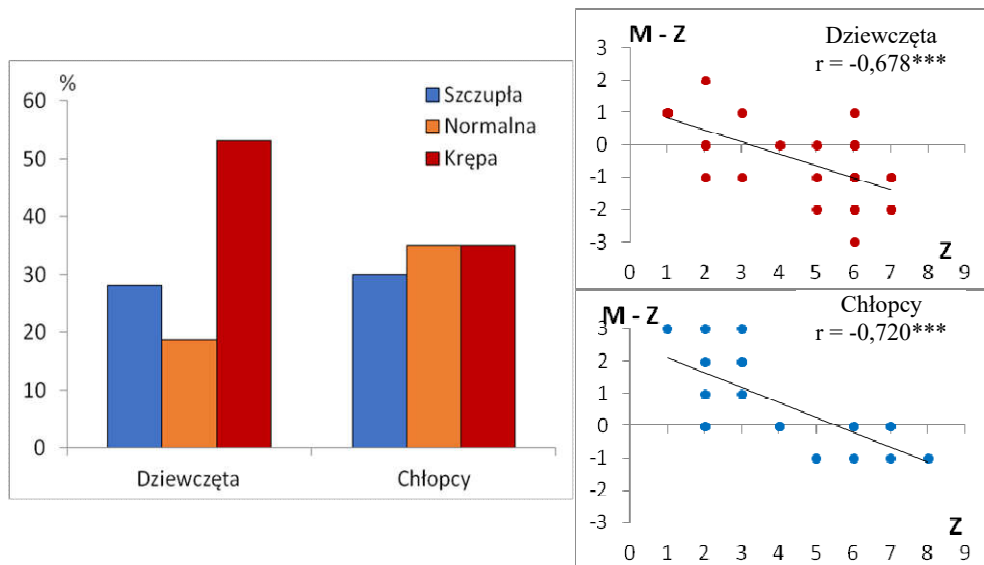 %
60
50
40
30
20
10
0
Szczupła
Normalna
Krępa
Dziewczęta
Chłopcy
M - Z
Dziewczęta
r = -0,678***
3
2
1
0
-1
-2
-3
Z
0 1 2 3 4 5 6 7 8 9
M - Z
Chłopcy
r = -0,720***
3
2
1
0
-1
-2
-3
Z
0 1 2 3 4 5 6 7 8 9